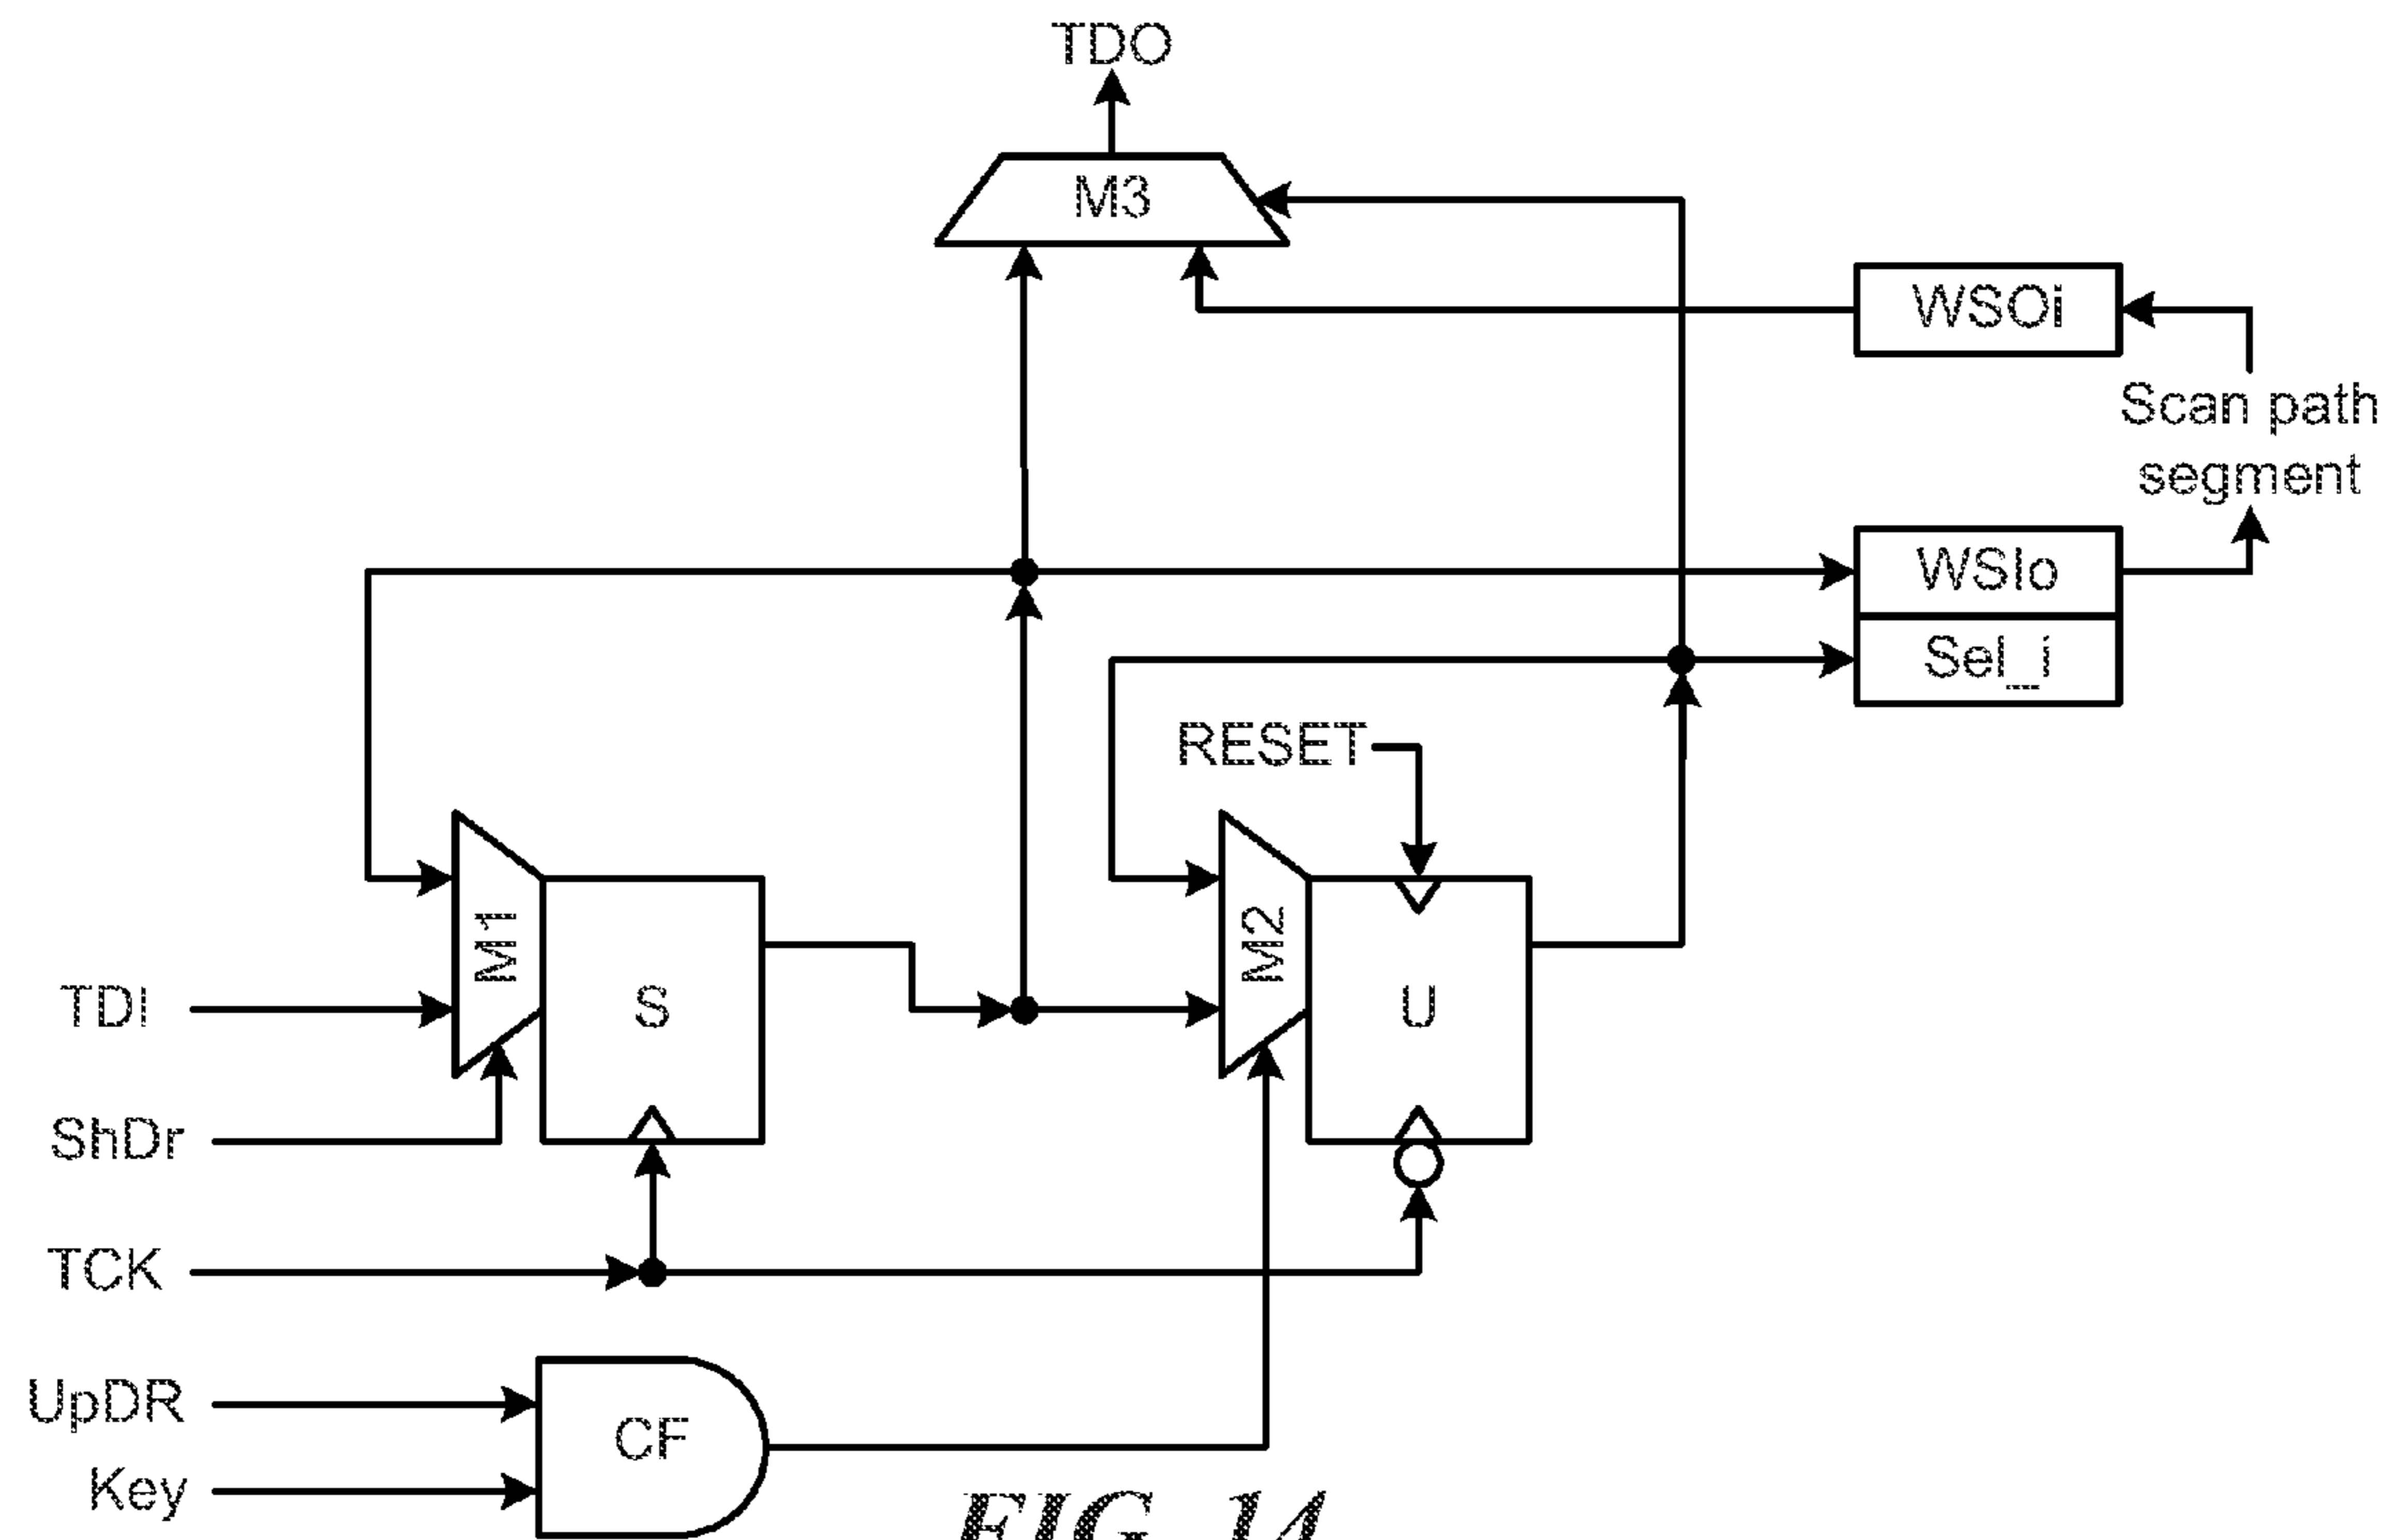 TDO
M3
WSOi
Scan path
segment
WSIo
Sel_i
RESET
M1
M2
TDI
S
U
ShDr
TCK
UpDR
CF
Key
FIG. 14